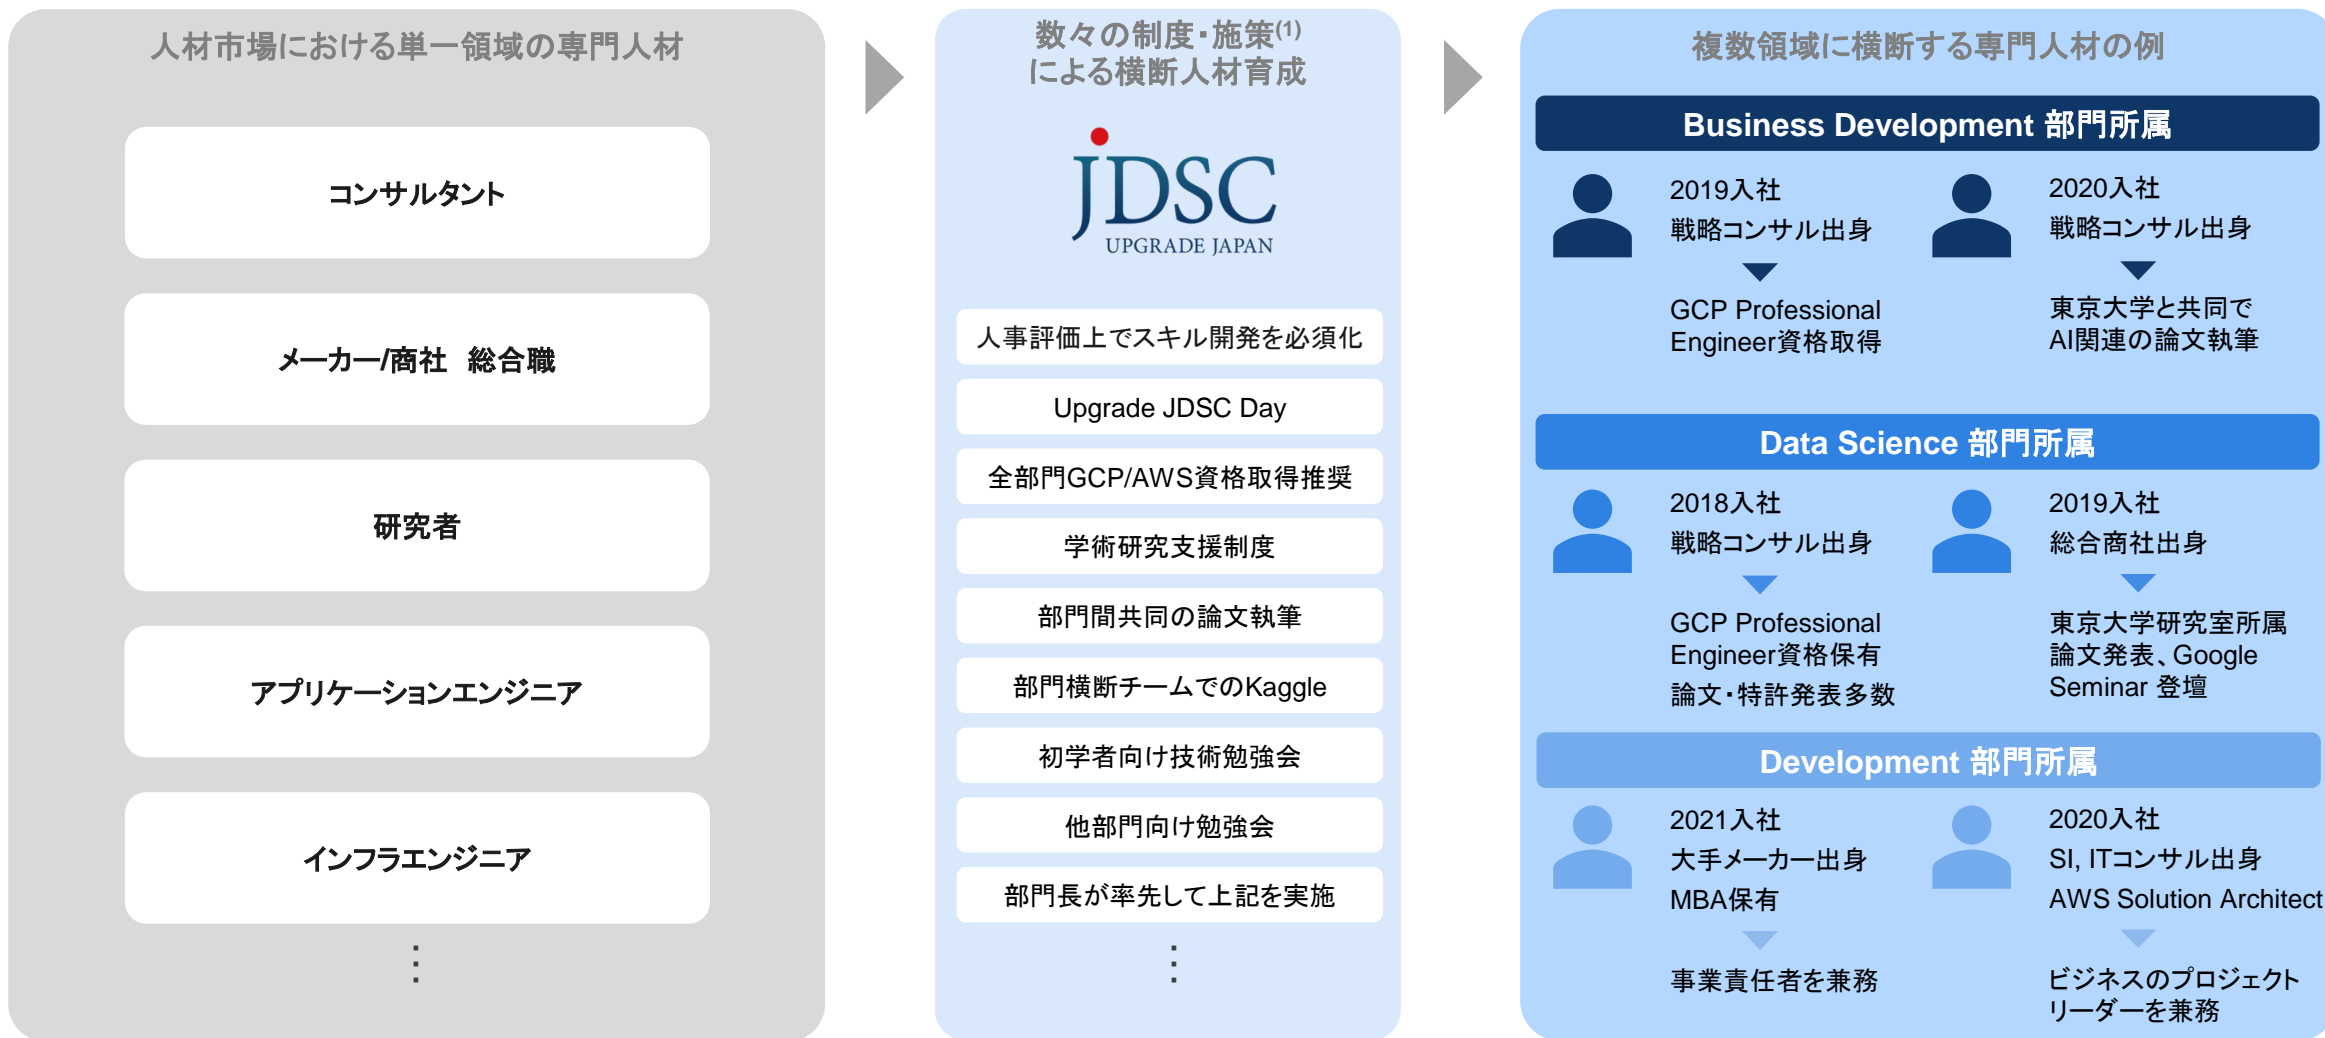 人材市場における単一領域の専門人材
コンサルタント
メーカー/商社　総合職
研究者
アプリケーションエンジニア
インフラエンジニア
数々の制度・施策(1)
による横断人材育成
JDSC
UPGRADE JAPAN
人事評価上でスキル開発を必須化
Upgrade JDSC Day
全部門GCP/AWS資格取得推奨
学術研究支援制度
部門間共同の論文執筆
部門横断チームでのKaggle
初学者向け技術勉強会
他部門向け勉強会
部門長が率先して上記を実施
複数領域に横断する専門人材の例
Business Development 部門所属
2019入社
戦略コンサル出身
GCP Professional
Engineer資格取得
2020入社
戦略コンサル出身
東京大学と共同で
AI関連の論文執筆
Data Science 部門所属
2018入社
戦略コンサル出身
GCP Professional
Engineer資格保有
論文・特許発表多数
2019入社
総合商社出身
東京大学研究室所属
論文発表、Google
Seminar 登壇
Development 部門所属
2021入社
大手メーカー出身
MBA保有
事業責任者を兼務
2020入社
SI, ITコンサル出身
AWS Solution Architect
ビジネスのプロジェクト
リーダーを兼務